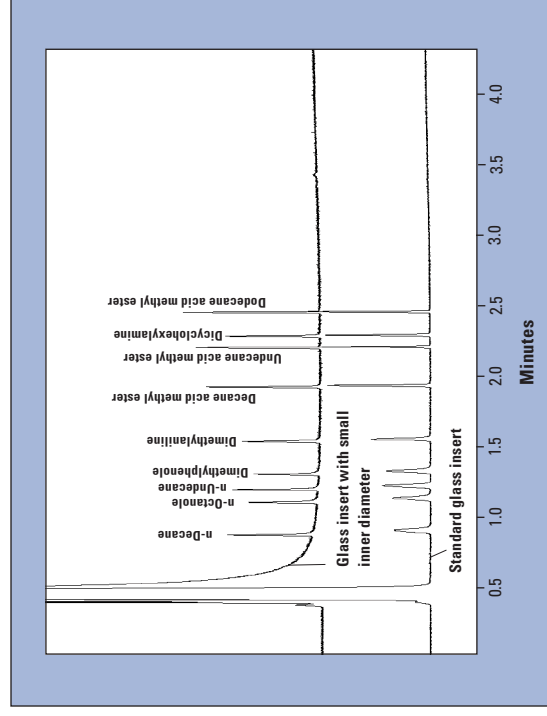 n-Decane
n-Octanole
n-Undecane
Dimethylphenole
Dimethylaniline
Decane acid methyl ester
Undecane acid methyl ester
Dicyclohexylamine
Dodecane acid methyl ester
Glass insert with small
inner diameter
Standard glass insert
0.5 1.0 1.5 2.0 2.5 3.0 3.5 4.0
Minutes